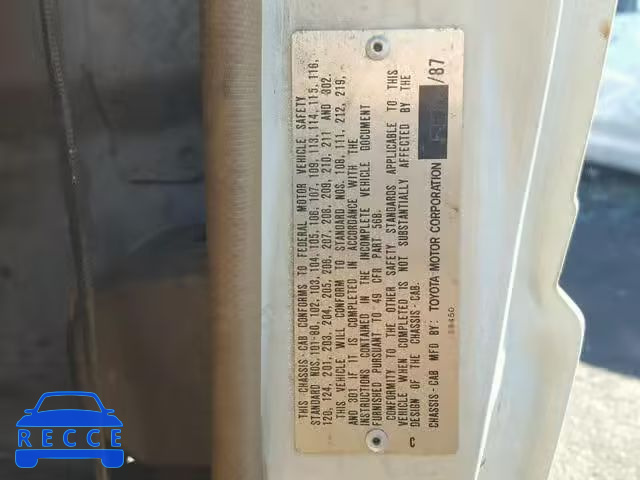 THIS CHASSIS-CAB CONFORMS TO FEDERAL MOTOR VEHICLE SAFETY
STANDARD NOS. 101-80, 102, 103, 104, 105, 106, 107, 109, 113, 114, 115, 116,
120, 124, 201, 203, 204, 205, 206, 207, 208, 209, 210, 211 AND 302.
THIS VEHICLE WILL CONFORM TO STANDARD NOS. 108, 111, 212, 219,
AND 301 IF IT IS COMPLETED IN ACCORDANCE WITH THE
INSTRUCTIONS CONTAINED IN THE INCOMPLETE VEHICLE DOCUMENT
FURNISHED PURSUANT TO 49 CFR PART 568.
CONFORMITY TO THE OTHER SAFETY STANDARDS APPLICABLE TO THIS
VEHICLE WHEN COMPLETED IS NOT SUBSTANTIALLY AFFECTED BY THE
DESIGN OF THE CHASSIS-CAB.
C CHASSIS-CAB MFD BY: TOYOTA MOTOR CORPORATION /87
RECCE